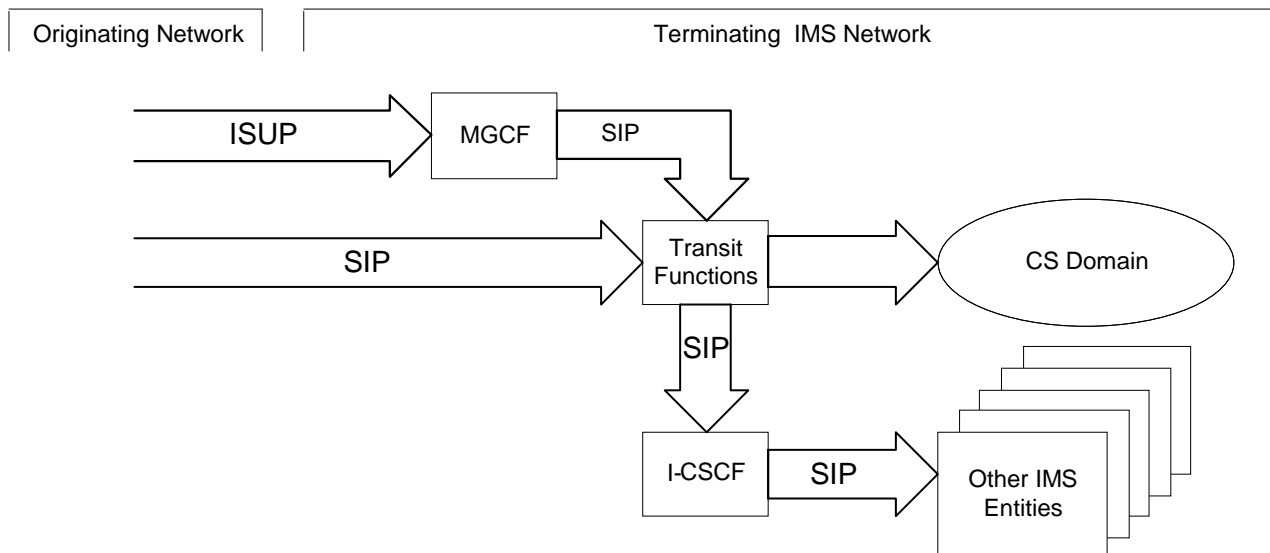 Originating Network
Terminating IMS Network
ISUP
MGCF
SIP
SIP
Transit
Functions
CS Domain
SIP
I-CSCF
SIP
Other IMS
Entities